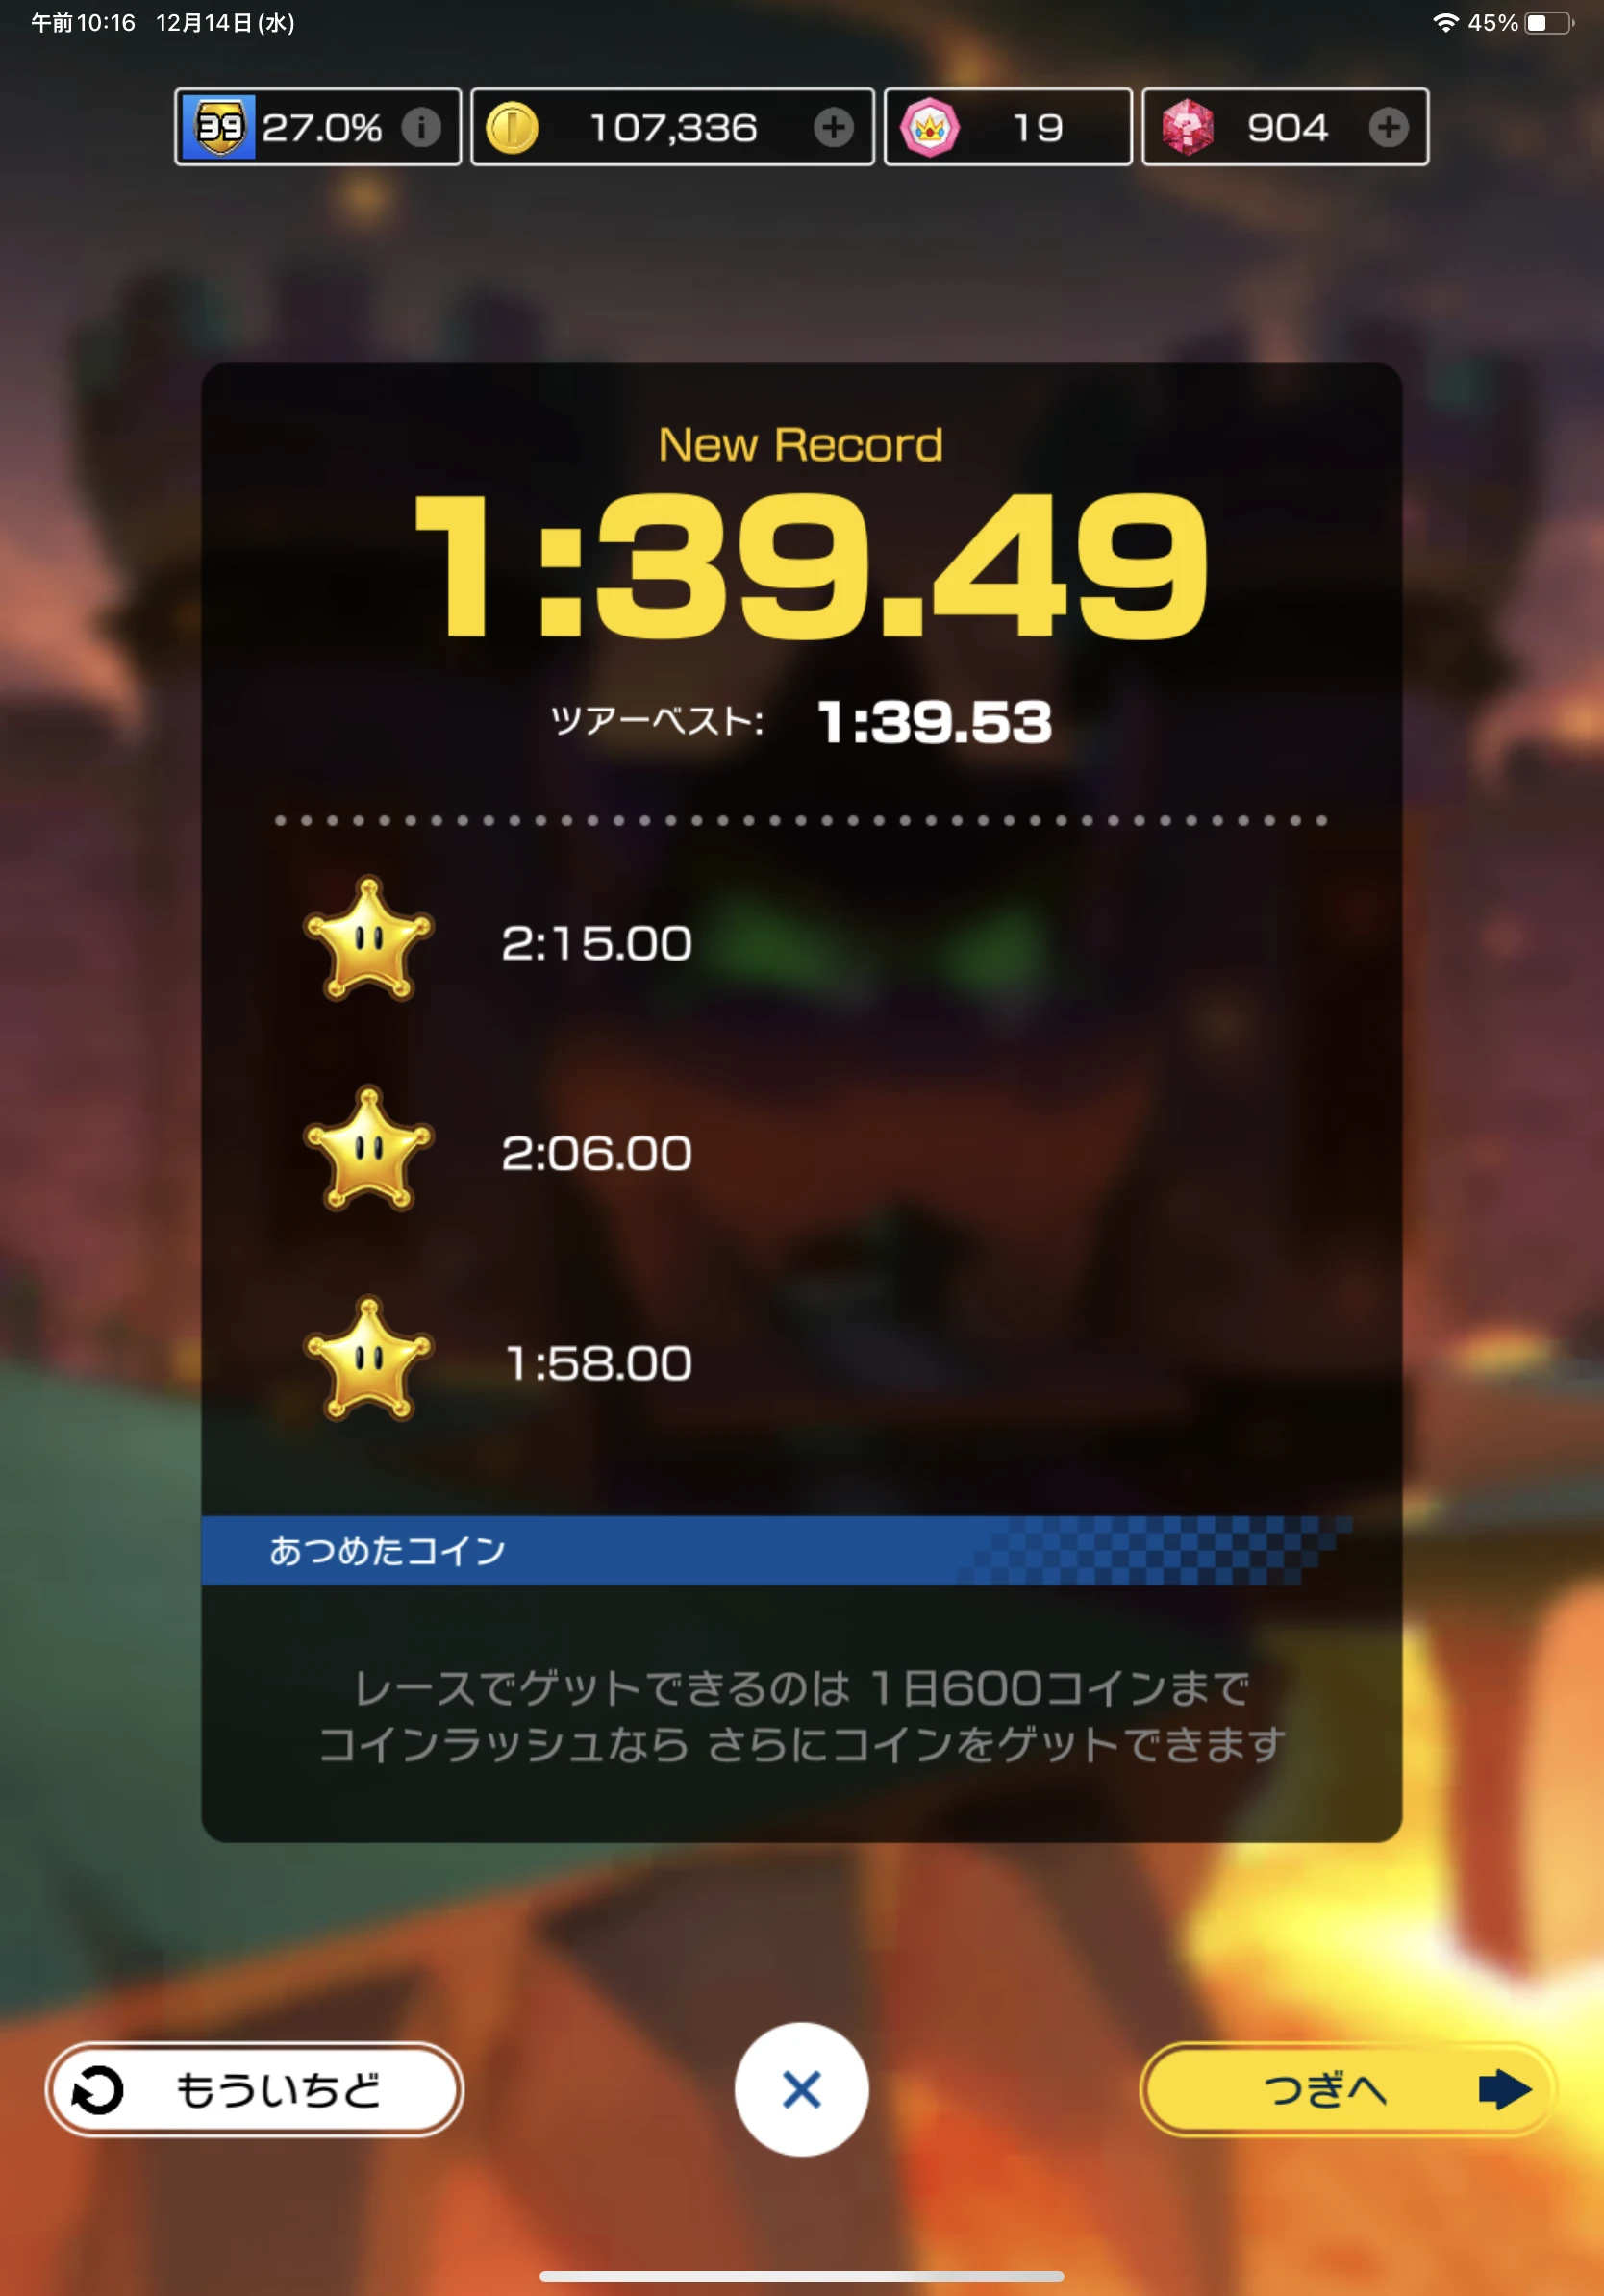 午前10:16 12月14日(水)
45%
39 27.0% i 107,336 + 19 904 +
New Record
1:39.49
ツアーベスト: 1:39.53
2:15.00
2:06.00
1:58.00
あつめたコイン
レースでゲットできるのは 1日600コインまで
コインラッシュなら さらにコインをゲットできます
もういちど
つぎへ